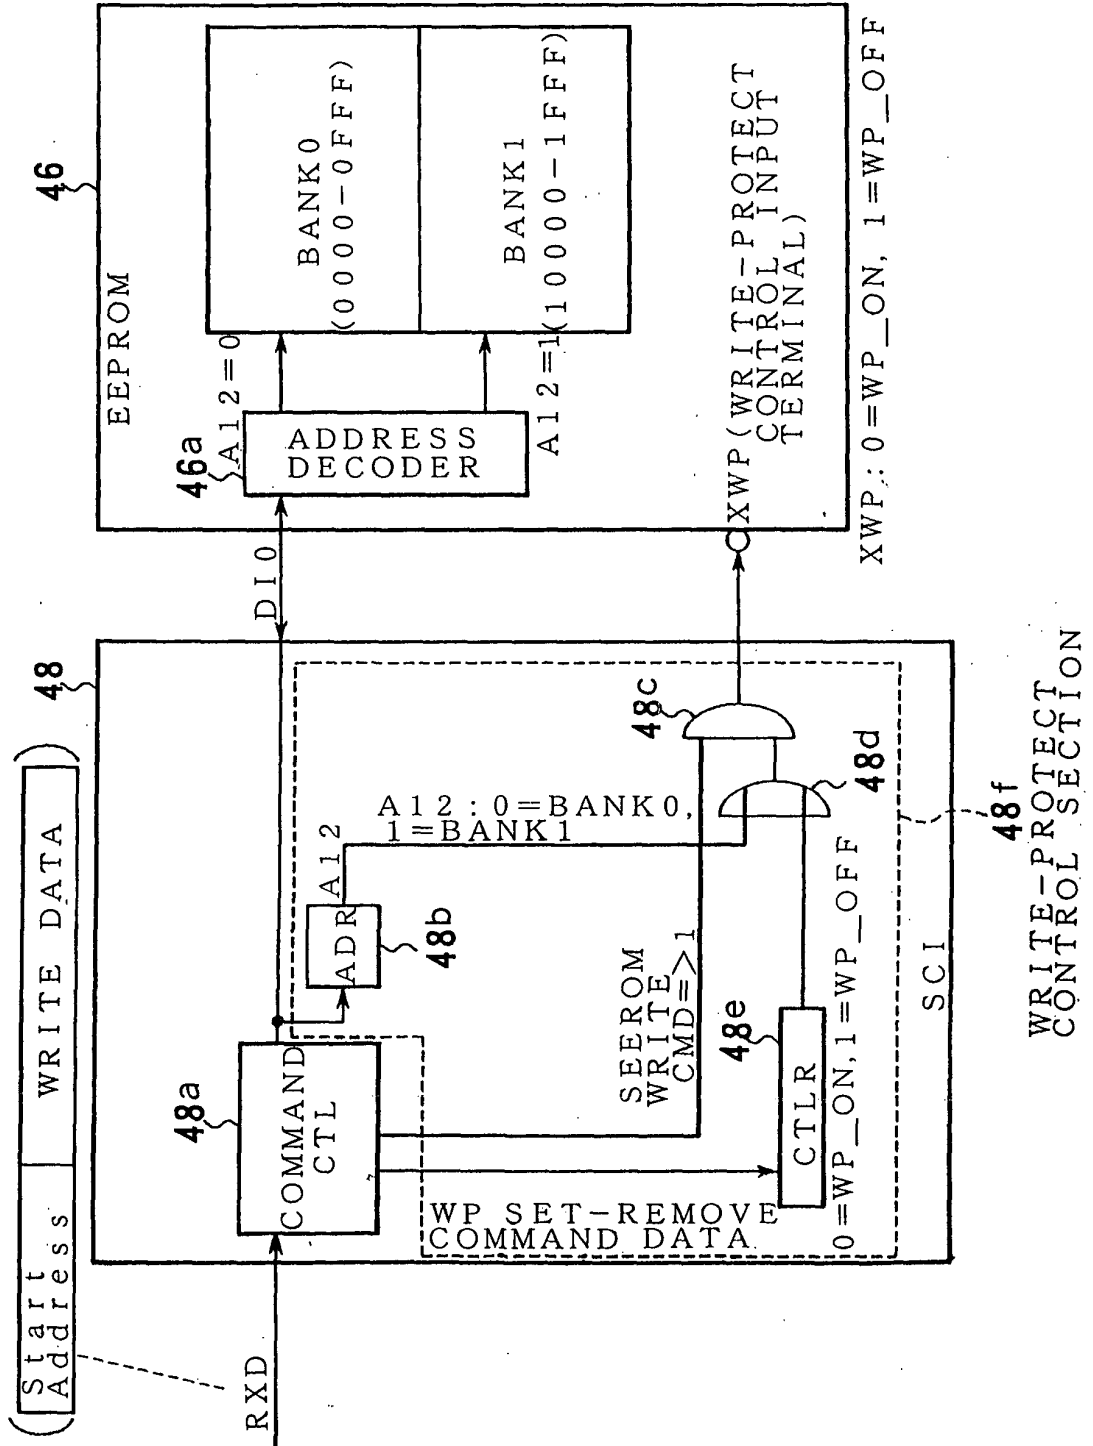 Start
Address
WRITE DATA
RXD
48
48a
COMMAND
CTL
ADR
48b
A12
A12:0=BANK0,
1=BANK1
DI0
WP SET-REMOVE
COMMAND DATA
SEEROM
WRITE
CMD=>1
48e
CTLR
0=WP_ON,1=WP_OFF
48c
48d
48f
SCI
WRITE-PROTECT
CONTROL SECTION
46
EEPROM
46a
ADDRESS
DECODER
A12=0
A12=1
BANK0
(0000-0FFF)
BANK1
(10000-1FFF)
XWP(WRITE-PROTECT
CONTROL INPUT
TERMINAL)
XWP:0=WP_ON, 1=WP_OFF